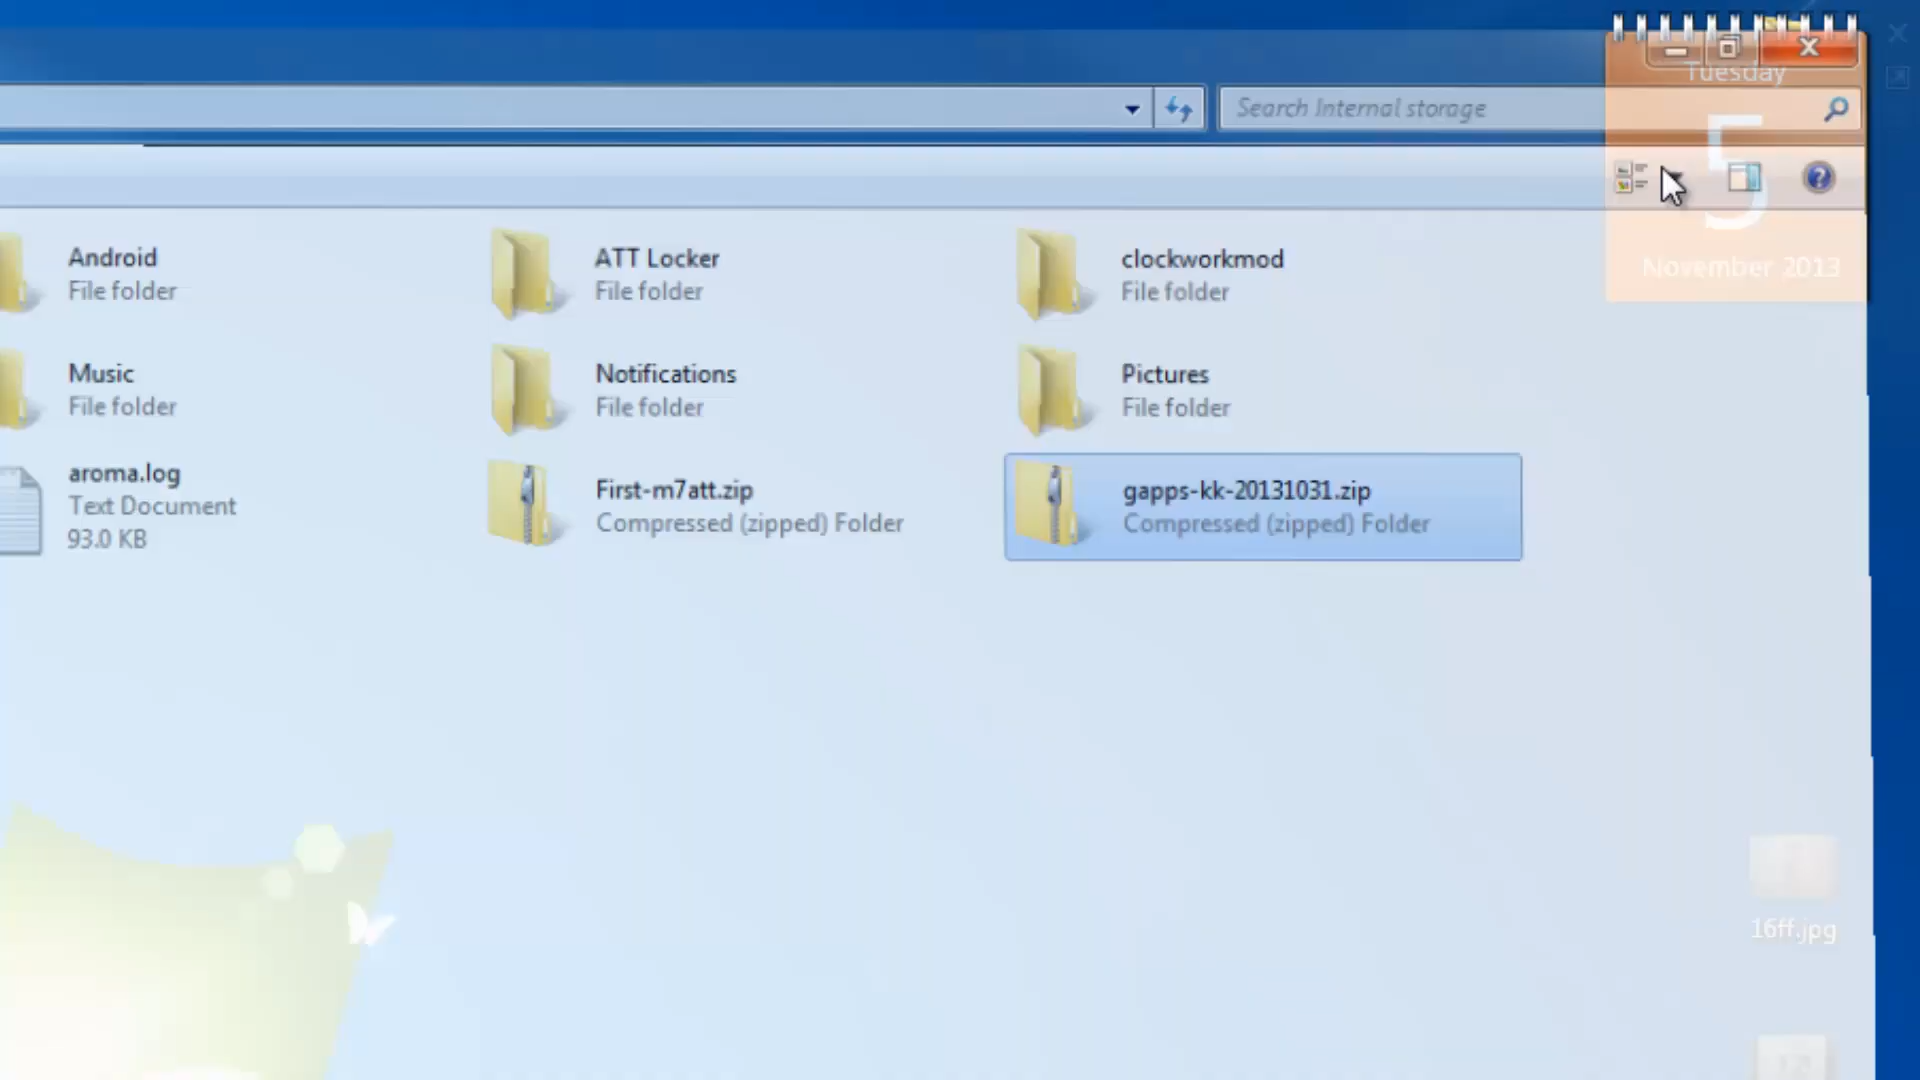 Tuesday
Search Internal storage
5
November 2013
Android
File folder
ATT Locker
File folder
clockworkmod
File folder
Music
File folder
Notifications
File folder
Pictures
File folder
aroma.log
Text Document
93.0 KB
First-m7att.zip
Compressed (zipped) Folder
gapps-kk-20131031.zip
Compressed (zipped) Folder
16ff.jpg